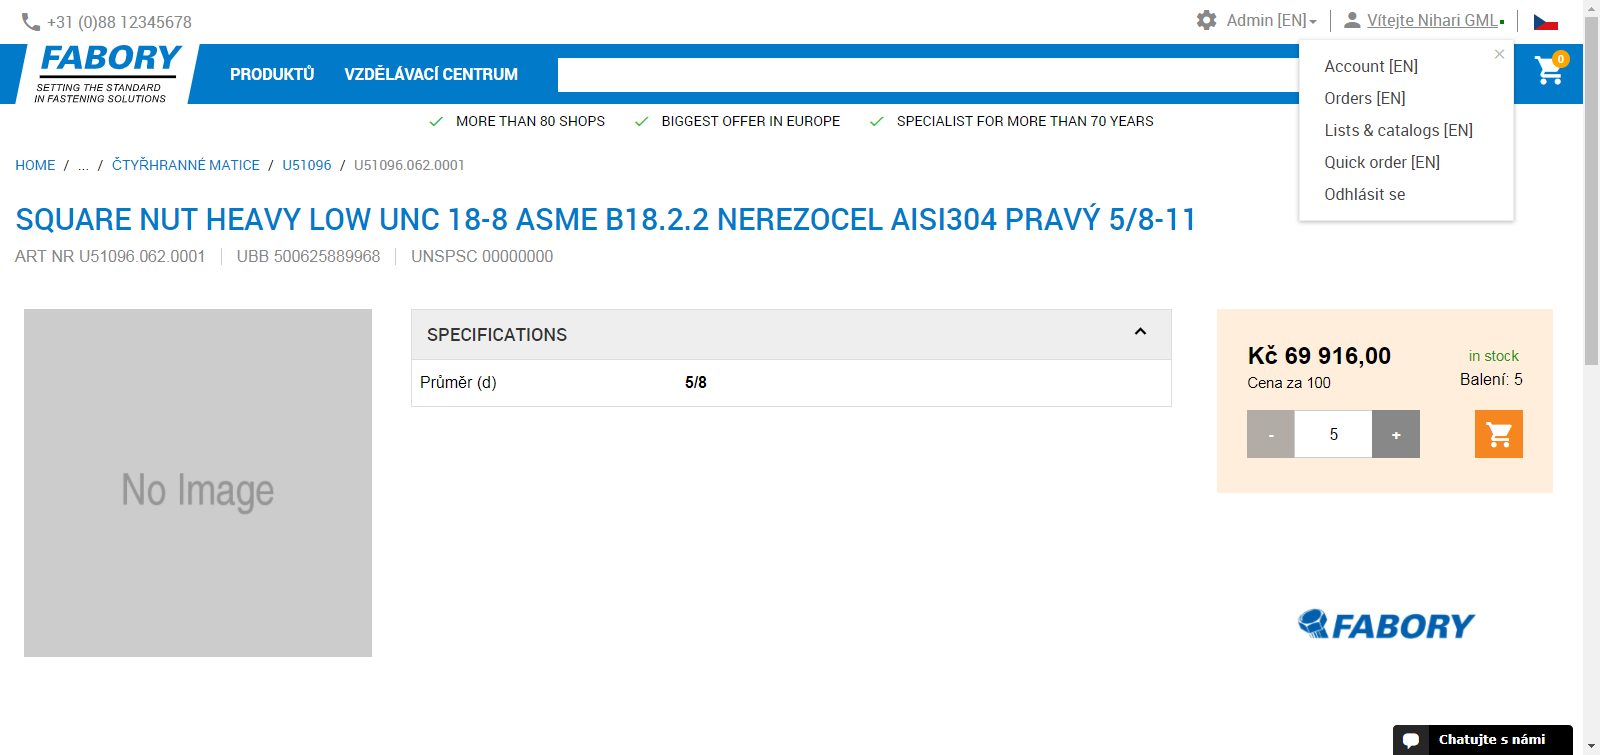 +31 (0)88 12345678
Admin [EN]
Vítejte Nihari GML
FABORY
SETTING THE STANDARD
IN FASTENING SOLUTIONS
PRODUKTŮ
VZDĚLÁVACÍ CENTRUM
0
×
Account [EN]
Orders [EN]
Lists & catalogs [EN]
Quick order [EN]
Odhlásit se
MORE THAN 80 SHOPS
BIGGEST OFFER IN EUROPE
SPECIALIST FOR MORE THAN 70 YEARS
HOME / ... / ČTYŘHRANNÉ MATICE / U51096 / U51096.062.0001
SQUARE NUT HEAVY LOW UNC 18-8 ASME B18.2.2 NEREZOCEL AISI304 PRAVÝ 5/8-11
ART NR U51096.062.0001 | UBB 500625889968 | UNSPSC 00000000
No Image
SPECIFICATIONS
Průměr (d) 5/8
Kč 69 916,00
in stock
Cena za 100
Balení: 5
- 5 +
FABORY
Chatujte s námi